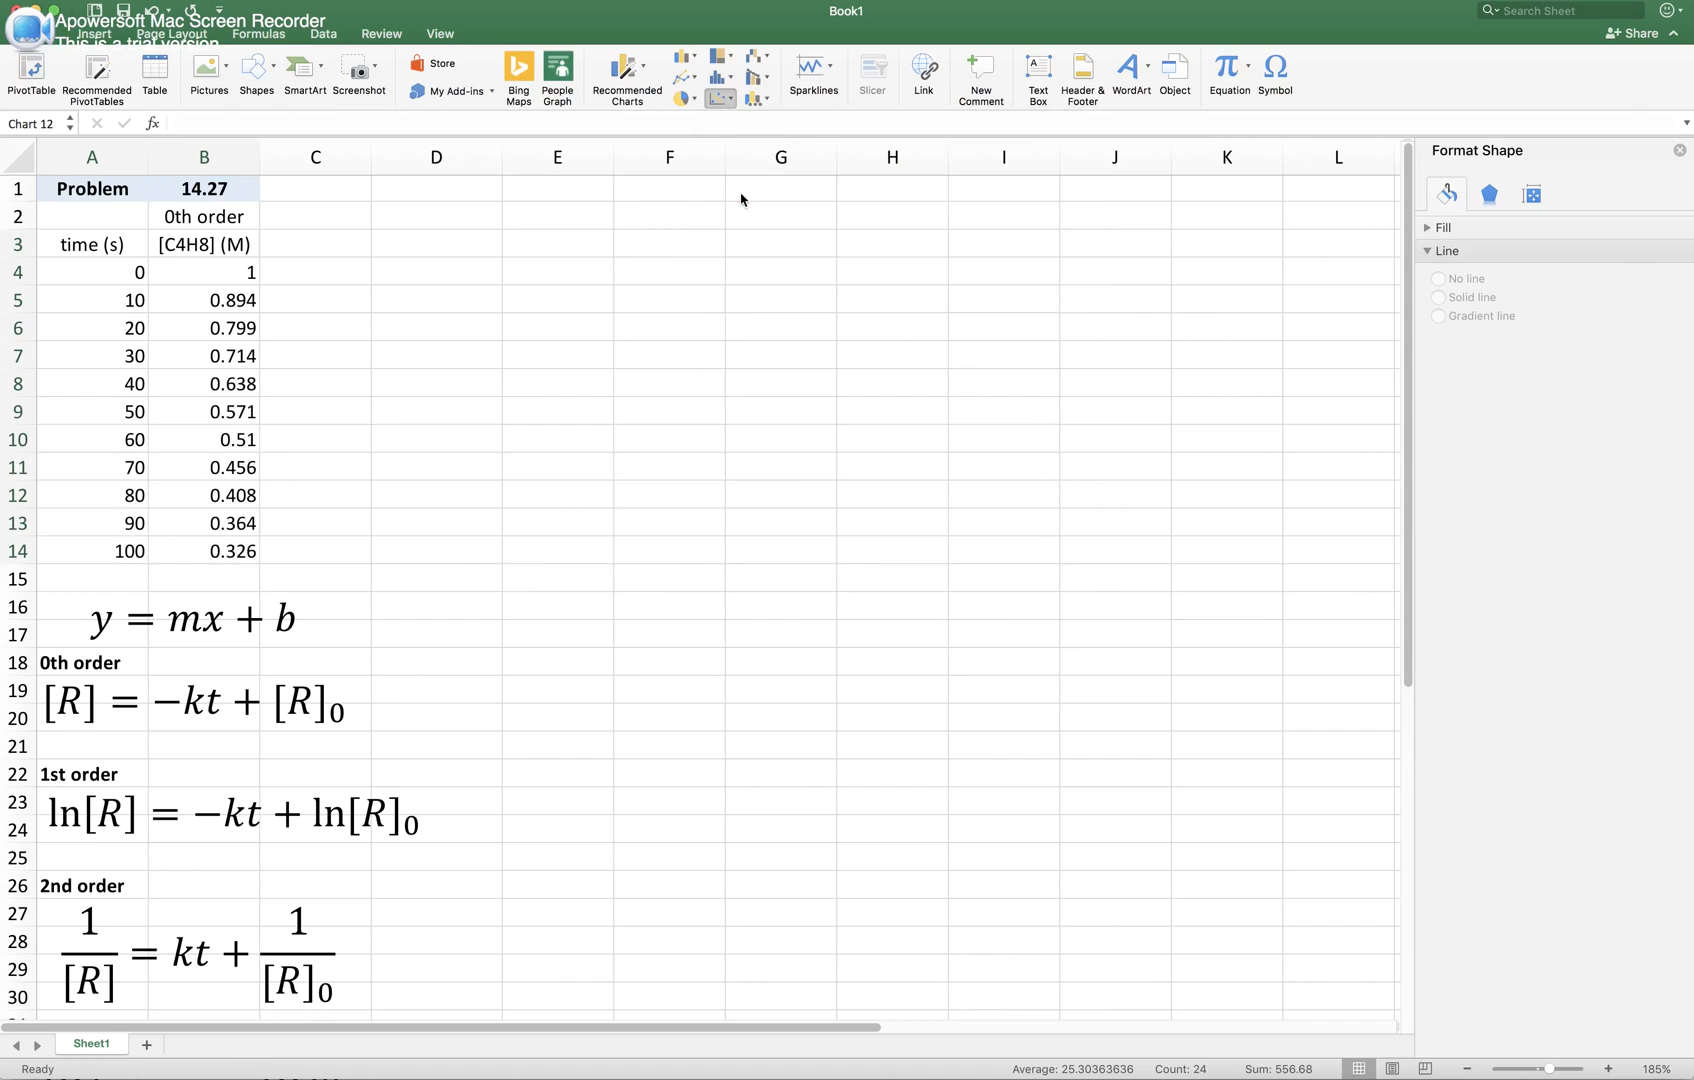 Apowersoft Mac Screen Recorder
This is a trial version
Book1
Search Sheet
Insert Page Layout Formulas Data Review View
Share
PivotTable
Recommended PivotTables
Table
Pictures
Shapes
SmartArt
Screenshot
Store
My Add-ins
Bing Maps
People Graph
Recommended Charts
Sparklines
Slicer
Link
New Comment
Text Box
Header & Footer
WordArt
Object
π
Equation
Ω
Symbol
Chart 12 fx
A B C D E F G H I J K L
1 Problem 14.27
2 0th order
3 time (s) [C4H8] (M)
4 0 1
5 10 0.894
6 20 0.799
7 30 0.714
8 40 0.638
9 50 0.571
10 60 0.51
11 70 0.456
12 80 0.408
13 90 0.364
14 100 0.326
15
16
y = mx + b
17
18 0th order
19
[R] = −kt + [R]₀
20
21
22 1st order
23
ln[R] = −kt + ln[R]₀
24
25
26 2nd order
27
1/[R] = kt + 1/[R]₀
28
29
30
Format Shape
Fill
Line
No line
Solid line
Gradient line
Sheet1 +
Ready
Average: 25.30363636 Count: 24 Sum: 556.68
− + 185%